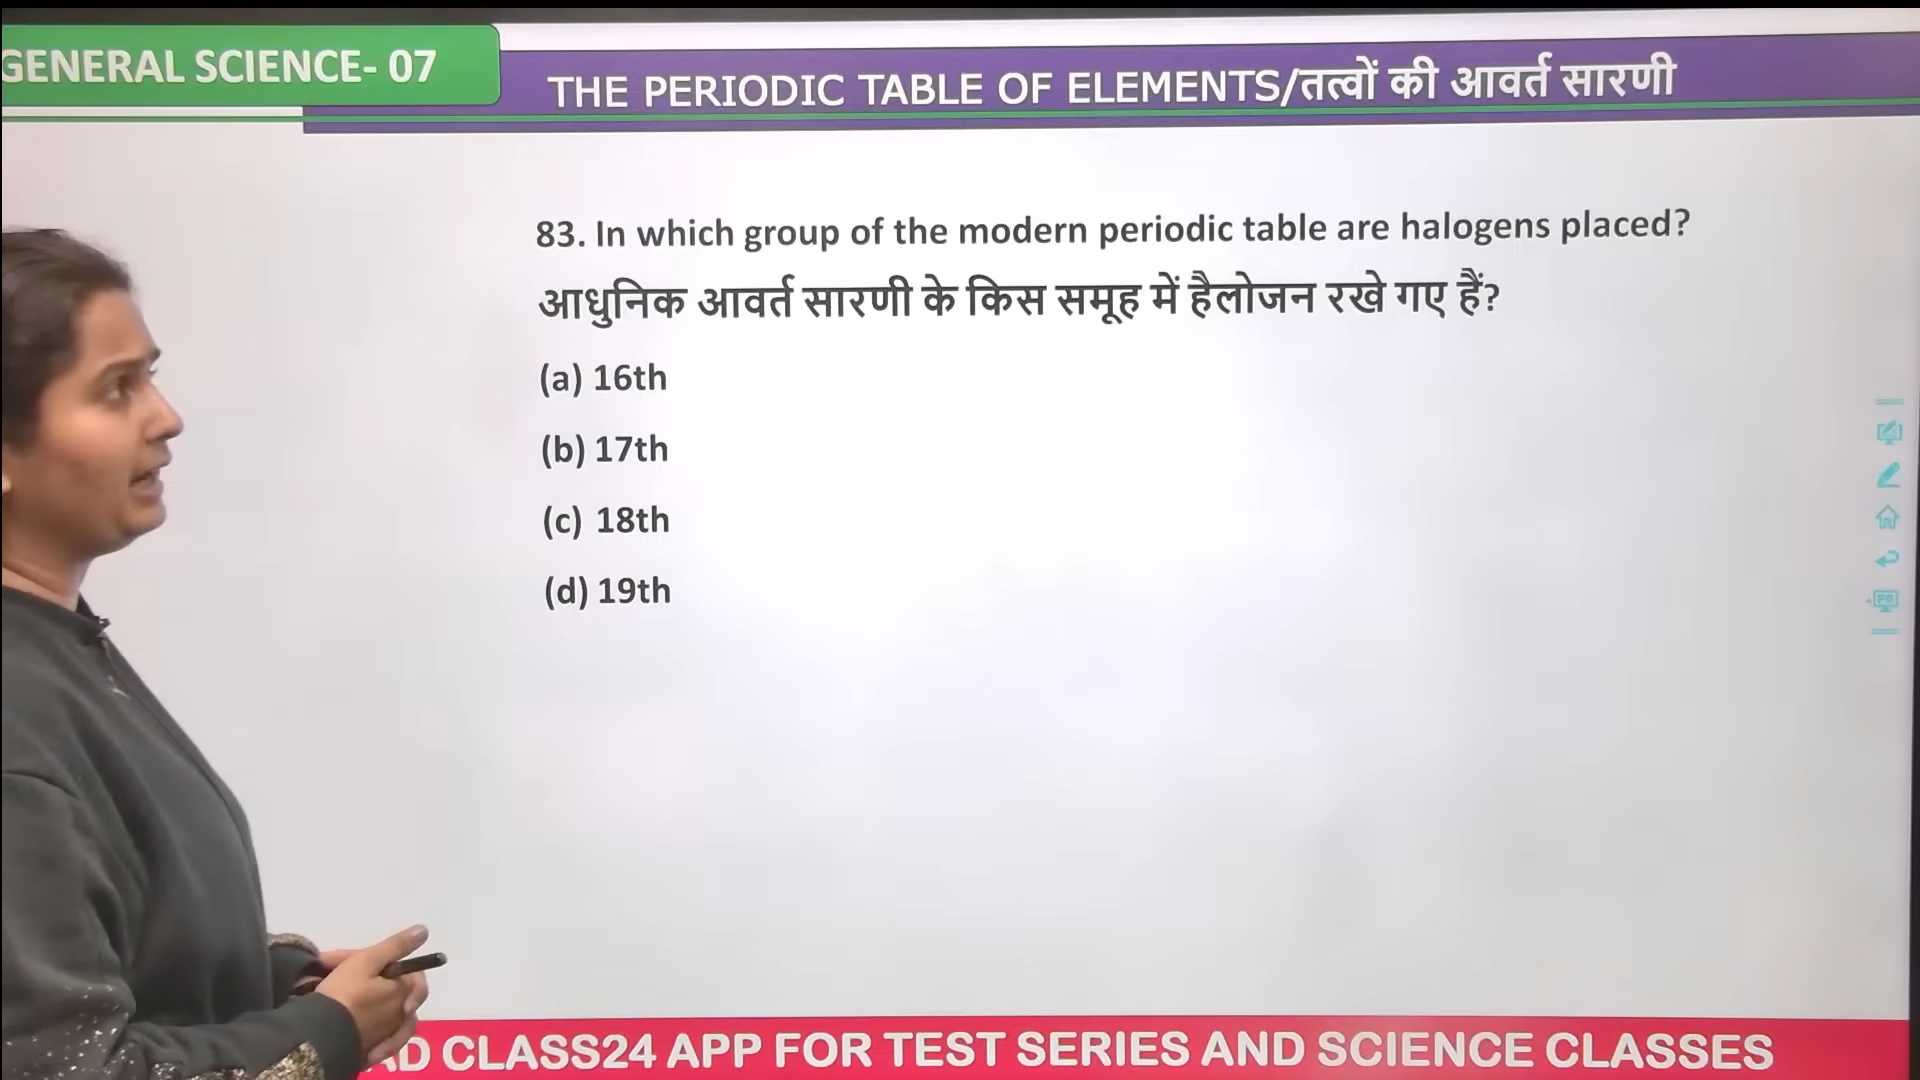 GENERAL SCIENCE- 07
THE PERIODIC TABLE OF ELEMENTS/तत्वों की आवर्त सारणी
83. In which group of the modern periodic table are halogens placed?
आधुनिक आवर्त सारणी के किस समूह में हैलोजन रखे गए हैं?
(a) 16th
(b) 17th
(c) 18th
(d) 19th
CLASS24 APP FOR TEST SERIES AND SCIENCE CLASSES